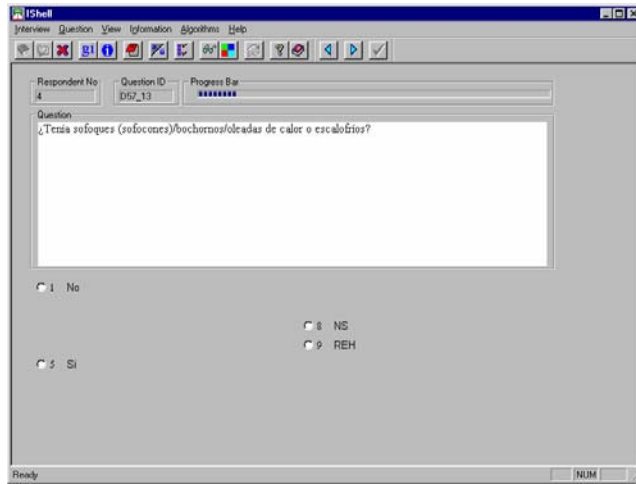 IShell
Interview Question View Information Algorithms Help
Respondent No
4
Question ID
D57_13
Progress Bar
Question
¿Tenía sofoques (sofocones)/bochornos/oleadas de calor o escalofríos?
1 No
8 NS
9 REH
5 Sí
Ready
NUM